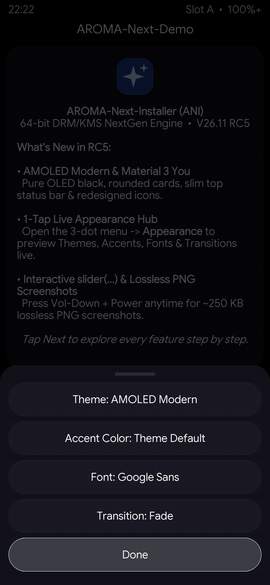 22:22
Slot A • 100%+
AROMA-Next-Demo
AROMA-Next-Installer (ANI)
64-bit DRM/KMS NextGen Engine • V26.11 RC5
What's New in RC5:
• AMOLED Modern & Material 3 You
Pure OLED black, rounded cards, slim top
status bar & redesigned icons.
• 1-Tap Live Appearance Hub
Open the 3-dot menu -> Appearance to
preview Themes, Accents, Fonts & Transitions
live.
• Interactive slider(...) & Lossless PNG
Screenshots
Press Vol-Down + Power anytime for ~250 KB
lossless PNG screenshots.
Tap Next to explore every feature step by step.
Theme: AMOLED Modern
Accent Color: Theme Default
Font: Google Sans
Transition: Fade
Done